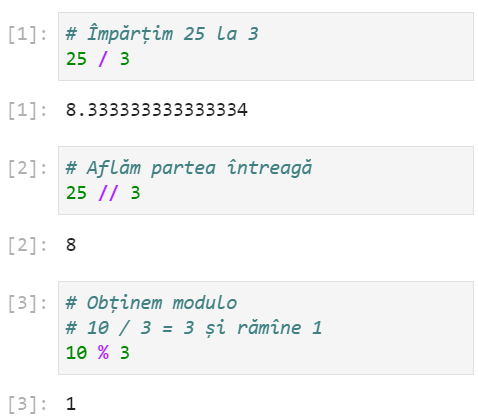 [1]: # Împărțim 25 la 3
25 / 3
[1]: 8.333333333333334
[2]: # Aflăm partea întreagă
25 // 3
[2]: 8
[3]: # Obținem modulo
# 10 / 3 = 3 și rămîne 1
10 % 3
[3]: 1